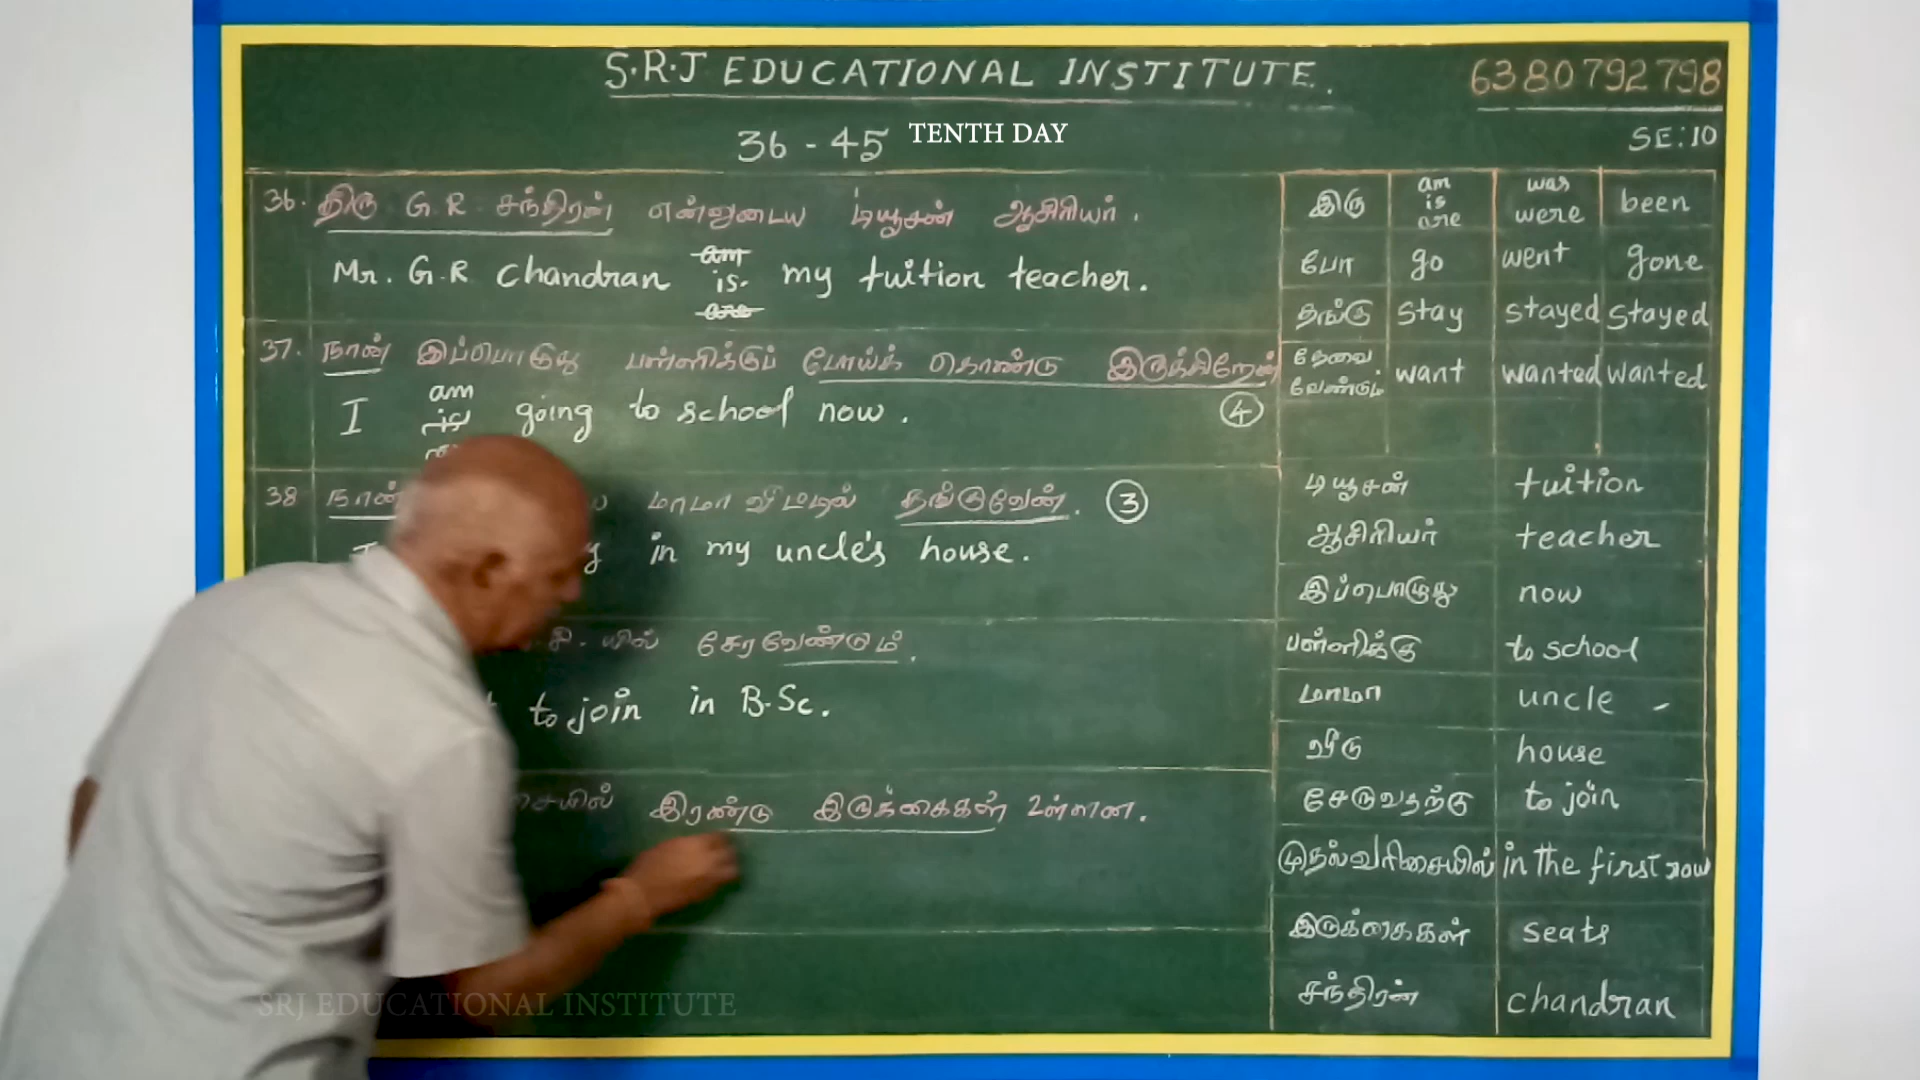 S.R.J EDUCATIONAL INSTITUTE.
6380792798
36 - 45 TENTH DAY
SE:10
36. திரு G.R. சந்திரன் என்னுடைய டியூசன் ஆசிரியர்.
Mr. G.R Chandran am is. are my tuition teacher.
37. நான் இப்பொழுது பள்ளிக்குப் போய்க் கொண்டு இருக்கிறேன்
I am is going to school now. 4
38 நான் மாமா வீட்டில் தங்குவேன். 3
in my uncle's house.
சி. யில் சேரவேண்டும்.
to join in B.Sc.
இரண்டு இருக்கைகள் உள்ளன.
இரு am is are was were been
போ go went gone
தங்கு stay stayed stayed
தேவை. வேண்டும் want wanted wanted
டியூசன் tuition
ஆசிரியர் teacher
இப்பொழுது now
பள்ளிக்கு to school
மாமா uncle
வீடு house
சேருவதற்கு to join
முதல்வரிசையில் in the first row
இருக்கைகள் seats
சந்திரன் chandran
SRJ EDUCATIONAL INSTITUTE